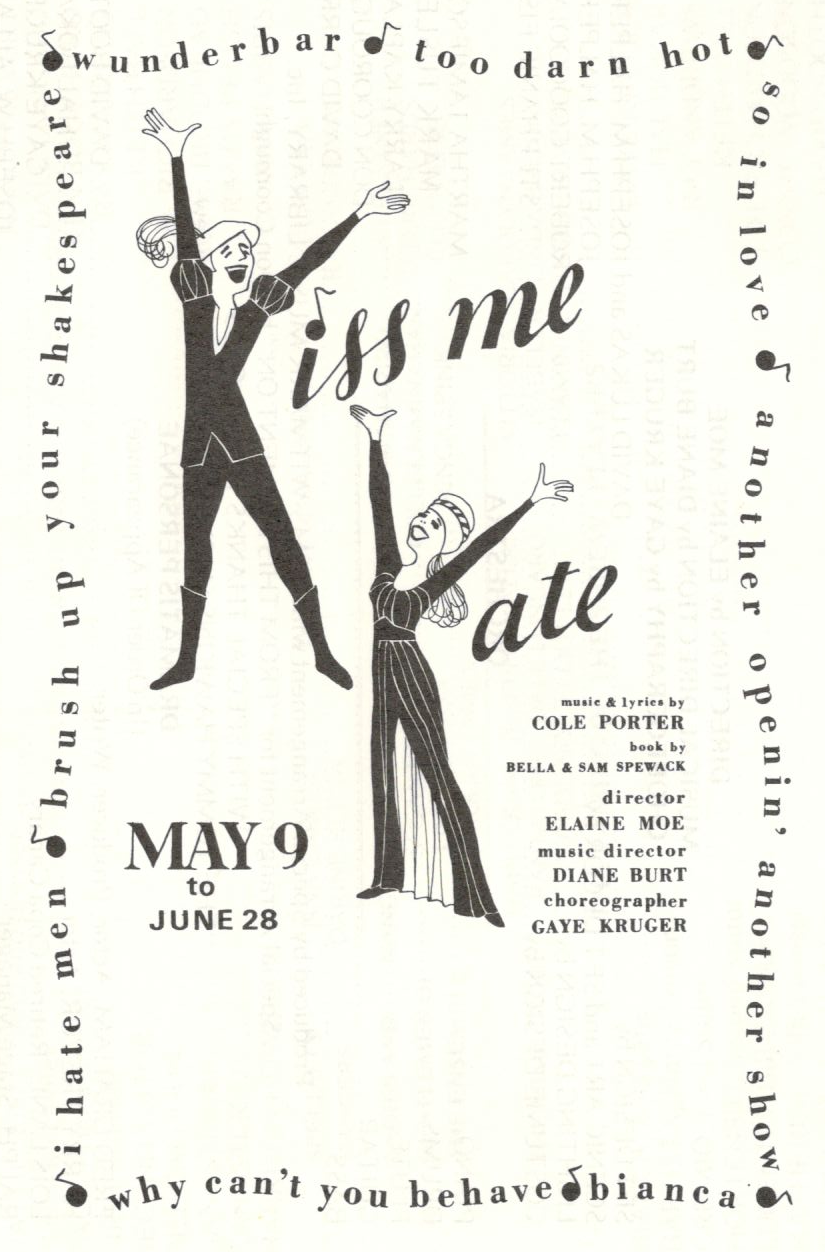 wunderbar too darn hot
so in love
another openin' another show
why can't you behave bianca
i hate men
brush up your shakespeare
Kiss me
Kate
music & lyrics by
COLE PORTER
book by
BELLA & SAM SPEWACK
director
ELAINE MOE
music director
DIANE BURT
choreographer
GAYE KRUGER
MAY 9
to
JUNE 28